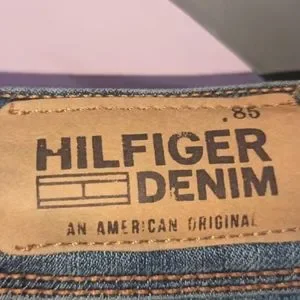 .85
HILFIGER
DENIM
AN AMERICAN ORIGINAL